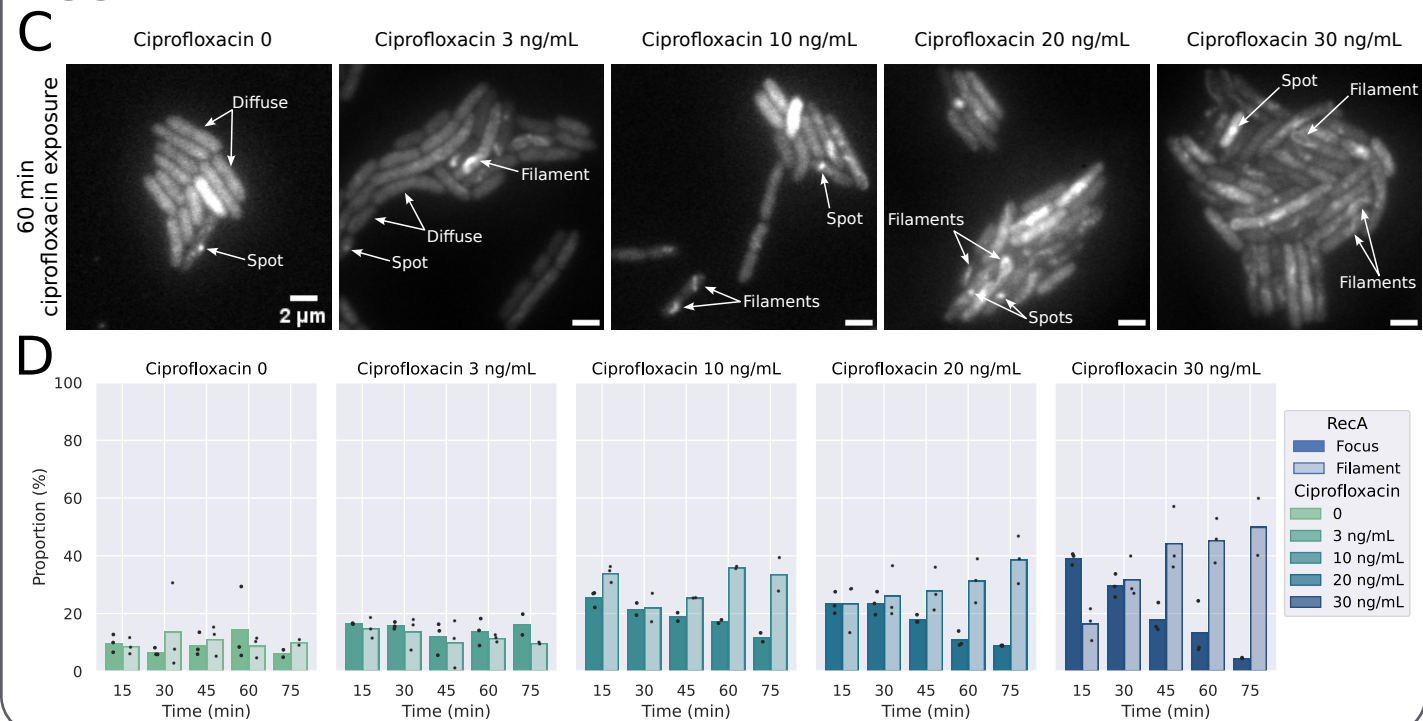 C
Ciprofloxacin 0
Ciprofloxacin 3 ng/mL
Ciprofloxacin 10 ng/mL
Ciprofloxacin 20 ng/mL
Ciprofloxacin 30 ng/mL
60 min
ciprofloxacin exposure
Diffuse
Spot
2 µm
Filament
Diffuse
Spot
Spot
Filaments
Filaments
Spots
Spot
Filament
Filaments
D
Ciprofloxacin 0
Ciprofloxacin 3 ng/mL
Ciprofloxacin 10 ng/mL
Ciprofloxacin 20 ng/mL
Ciprofloxacin 30 ng/mL
Proportion (%)
100
80
60
40
20
0
15 30 45 60 75
15 30 45 60 75
15 30 45 60 75
15 30 45 60 75
15 30 45 60 75
Time (min)
Time (min)
Time (min)
Time (min)
Time (min)
RecA
Focus
Filament
Ciprofloxacin
0
3 ng/mL
10 ng/mL
20 ng/mL
30 ng/mL